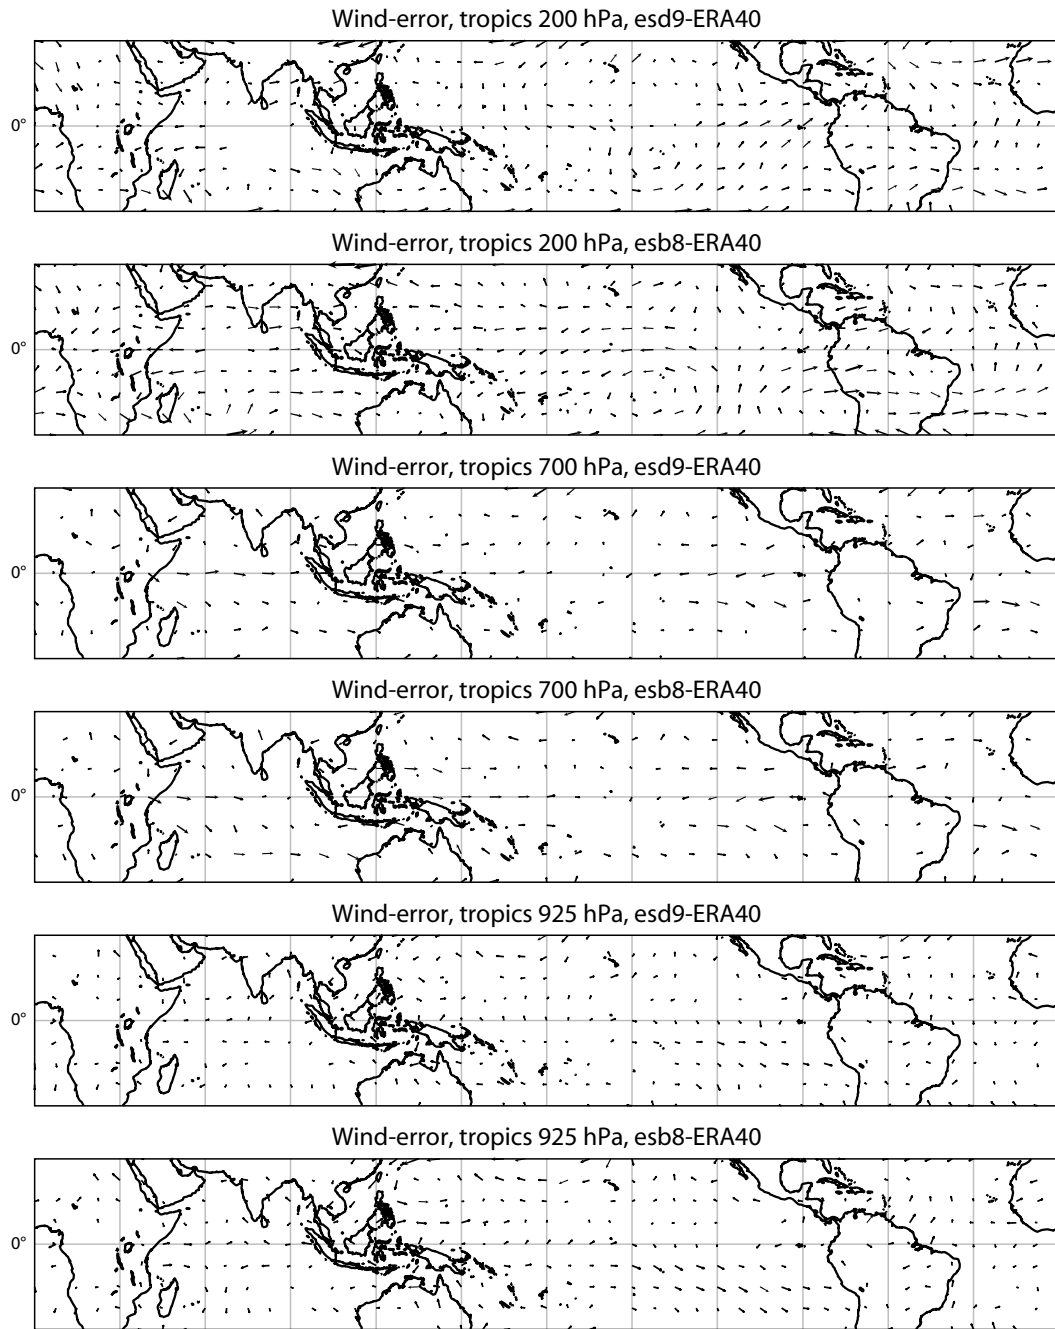 Wind-error, tropics 200 hPa, esd9-ERA40
0°
Wind-error, tropics 200 hPa, esb8-ERA40
0°
Wind-error, tropics 700 hPa, esd9-ERA40
0°
Wind-error, tropics 700 hPa, esb8-ERA40
0°
Wind-error, tropics 925 hPa, esd9-ERA40
0°
Wind-error, tropics 925 hPa, esb8-ERA40
0°